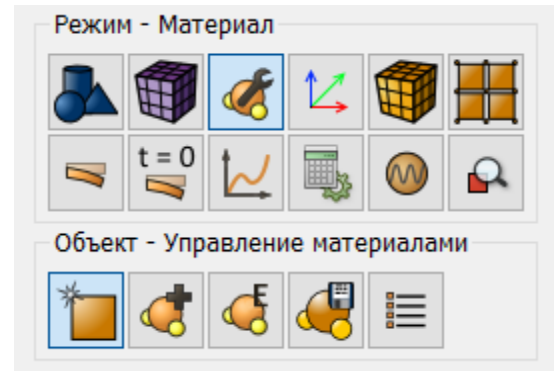 Режим - Материал
t = 0
Объект - Управление материалами
E